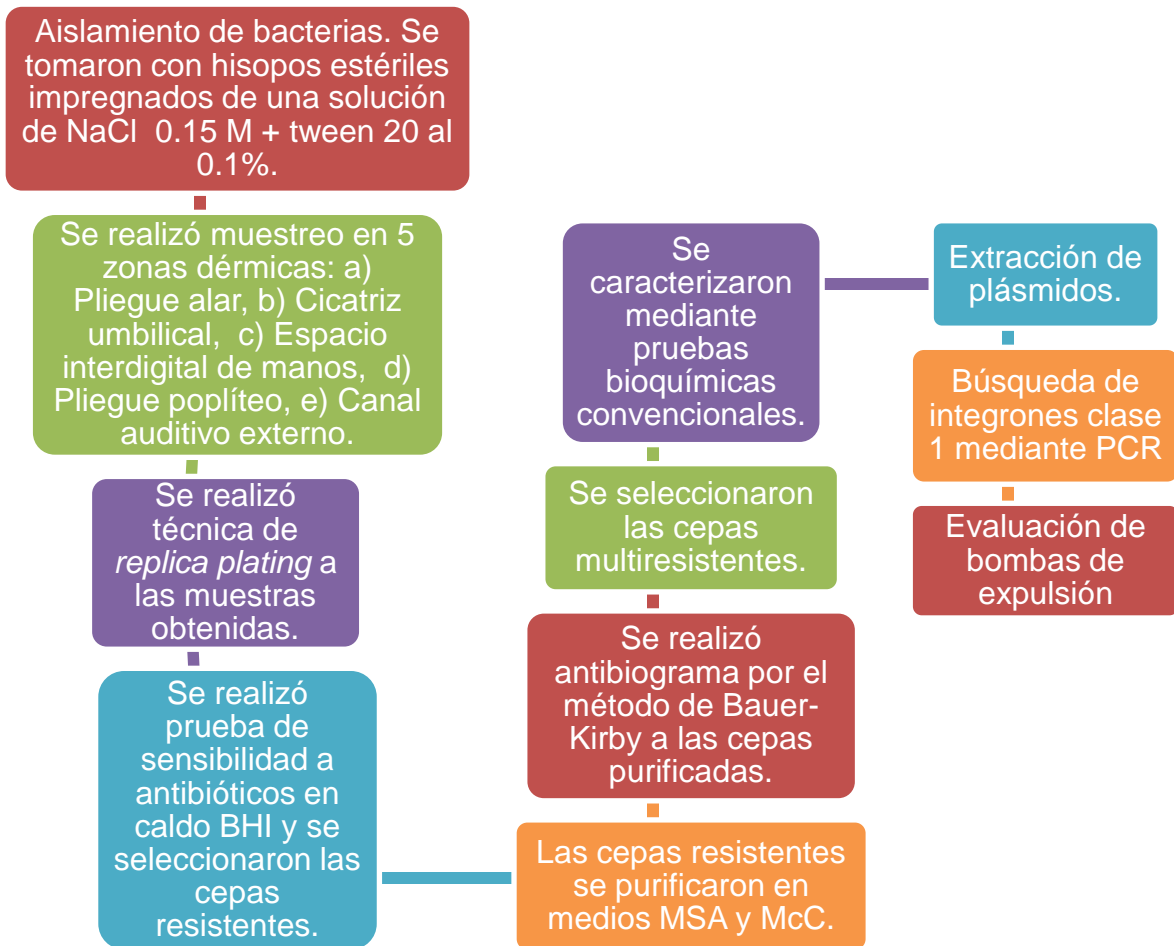 Aislamiento de bacterias. Se
tomaron con hisopos estériles
impregnados de una solución
de NaCl 0.15 M + tween 20 al
0.1%.
Se realizó muestreo en 5
zonas dérmicas: a)
Pliegue alar, b) Cicatriz
umbilical, c) Espacio
interdigital de manos, d)
Pliegue poplíteo, e) Canal
auditivo externo.
Se realizó
técnica de
replica plating a
las muestras
obtenidas.
Se realizó
prueba de
sensibilidad a
antibióticos en
caldo BHI y se
seleccionaron las
cepas
resistentes.
Las cepas resistentes
se purificaron en
medios MSA y McC.
Se realizó
antibiograma por el
método de Bauer-
Kirby a las cepas
purificadas.
Se seleccionaron
las cepas
multiresistentes.
Se
caracterizaron
mediante
pruebas
bioquímicas
convencionales.
Extracción de
plásmidos.
Búsqueda de
integrones clase
1 mediante PCR
Evaluación de
bombas de
expulsión